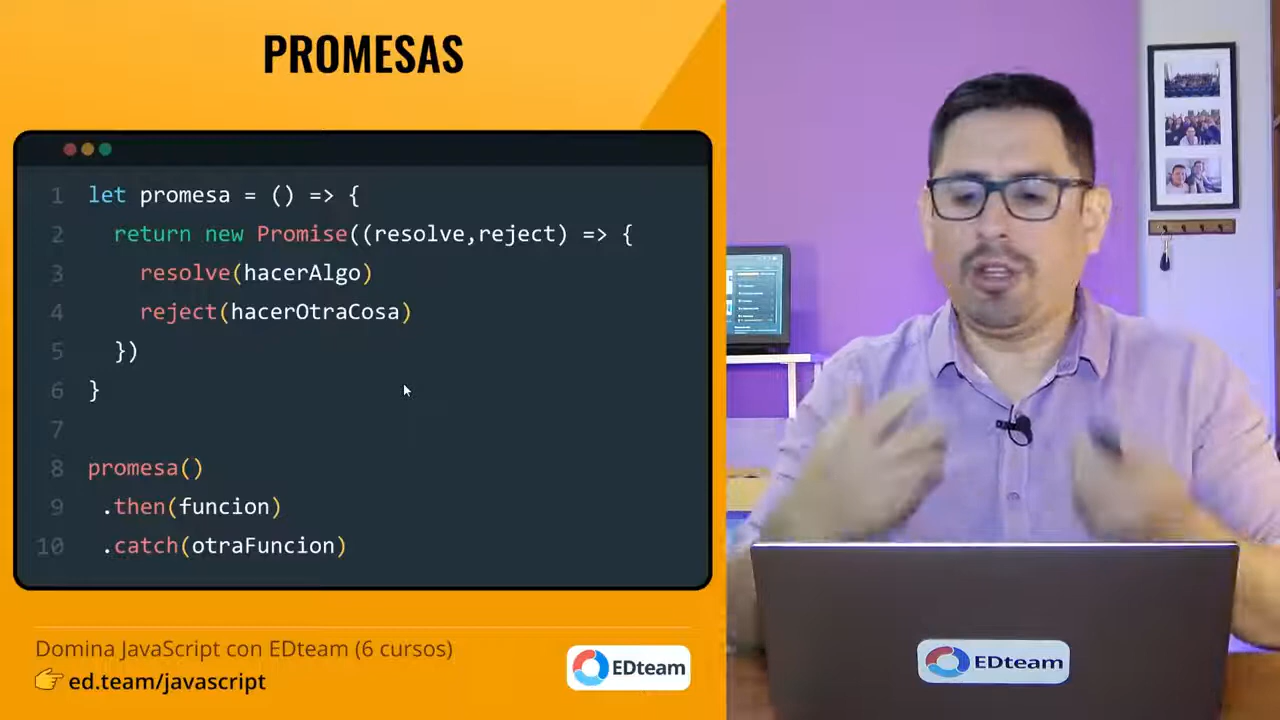 PROMESAS
1 let promesa = () => {
2 return new Promise((resolve,reject) => {
3 resolve(hacerAlgo)
4 reject(hacerOtraCosa)
5 })
6 }
7
8 promesa()
9 .then(funcion)
10 .catch(otraFuncion)
Domina JavaScript con EDteam (6 cursos)
👉 ed.team/javascript
EDteam
EDteam